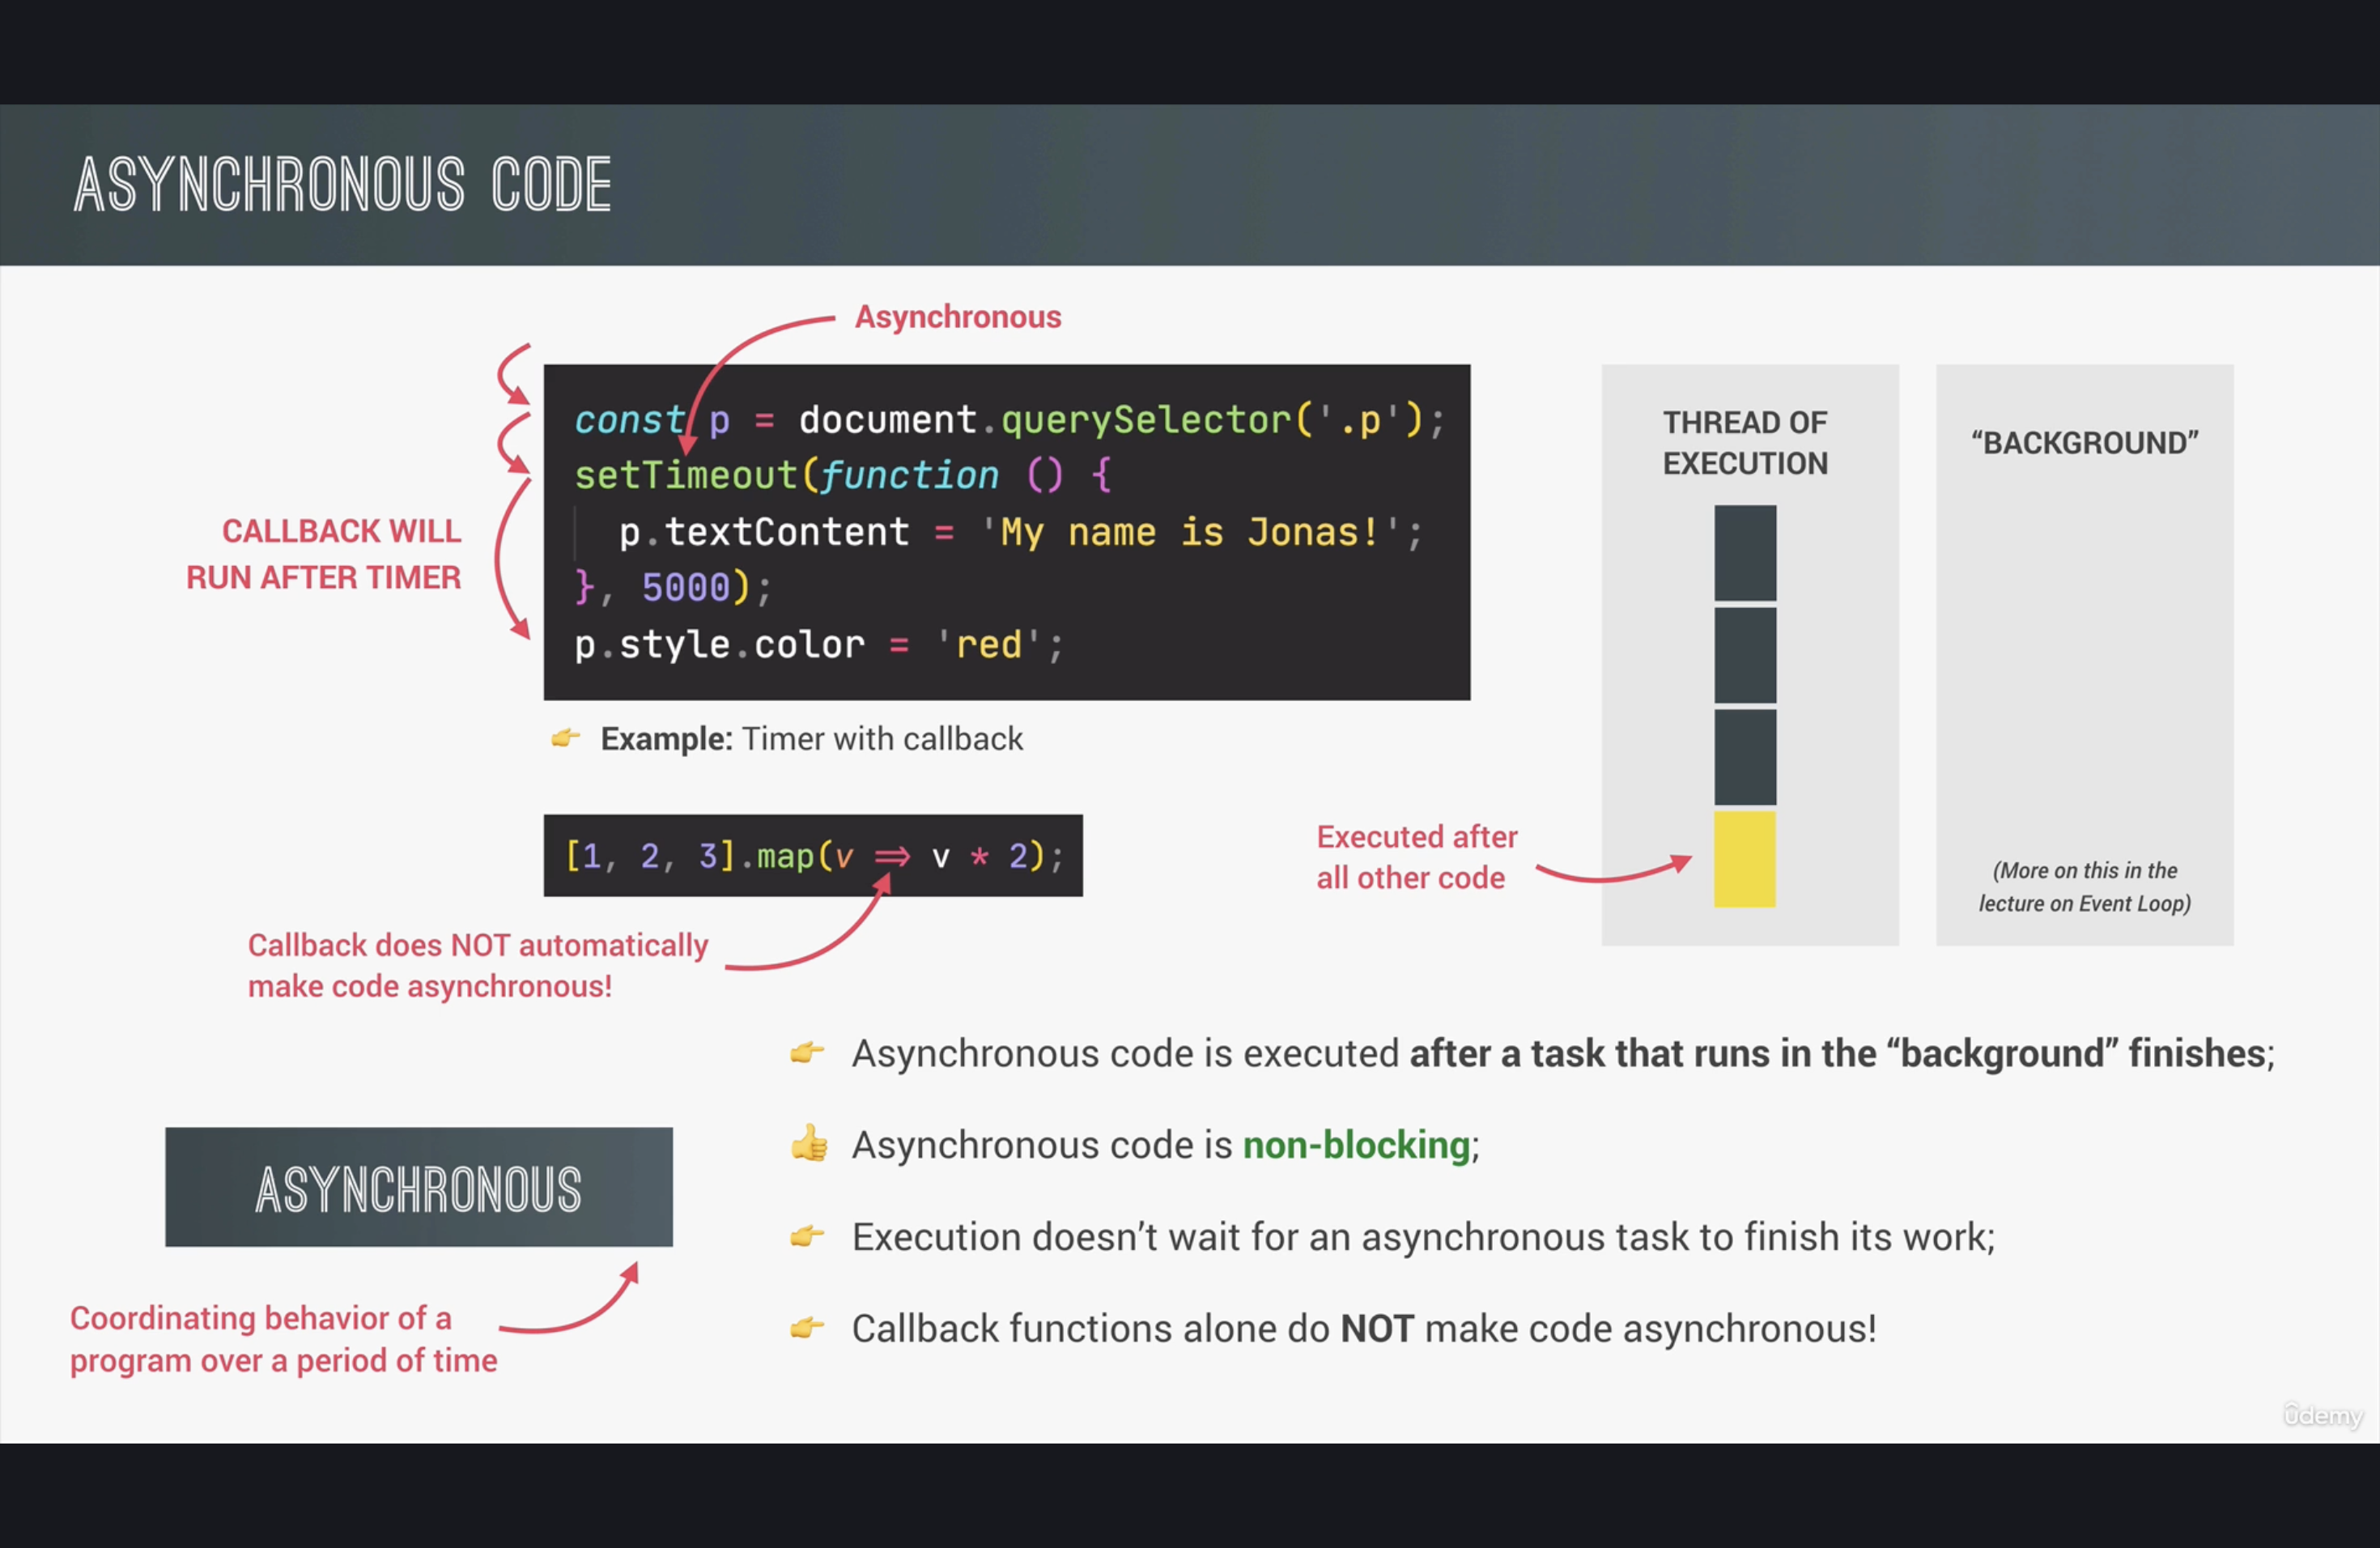 ASYNCHRONOUS CODE
Asynchronous
const p = document.querySelector('.p');
setTimeout(function () {
p.textContent = 'My name is Jonas!';
}, 5000);
p.style.color = 'red';
CALLBACK WILL
RUN AFTER TIMER
👉 Example: Timer with callback
[1, 2, 3].map(v => v * 2);
Callback does NOT automatically
make code asynchronous!
THREAD OF
EXECUTION
“BACKGROUND”
Executed after
all other code
(More on this in the
lecture on Event Loop)
ASYNCHRONOUS
Coordinating behavior of a
program over a period of time
👉 Asynchronous code is executed after a task that runs in the “background” finishes;
👍 Asynchronous code is non-blocking;
👉 Execution doesn’t wait for an asynchronous task to finish its work;
👉 Callback functions alone do NOT make code asynchronous!
ûdemy